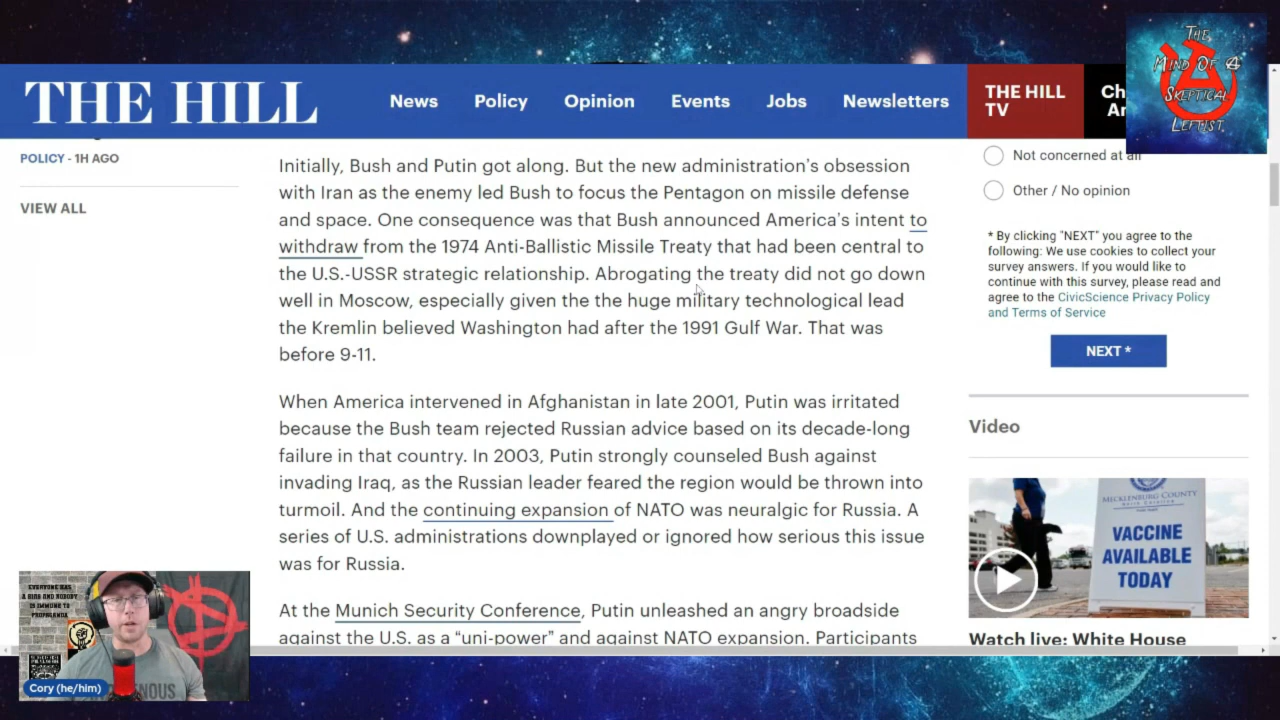 THE
MIND OF A
SKEPTICAL
LEFTIST
THE HILL
News
Policy
Opinion
Events
Jobs
Newsletters
THE HILL
TV
POLICY - 1H AGO
VIEW ALL
Initially, Bush and Putin got along. But the new administration's obsession
with Iran as the enemy led Bush to focus the Pentagon on missile defense
and space. One consequence was that Bush announced America's intent to
withdraw from the 1974 Anti-Ballistic Missile Treaty that had been central to
the U.S.-USSR strategic relationship. Abrogating the treaty did not go down
well in Moscow, especially given the the huge military technological lead
the Kremlin believed Washington had after the 1991 Gulf War. That was
before 9-11.
When America intervened in Afghanistan in late 2001, Putin was irritated
because the Bush team rejected Russian advice based on its decade-long
failure in that country. In 2003, Putin strongly counseled Bush against
invading Iraq, as the Russian leader feared the region would be thrown into
turmoil. And the continuing expansion of NATO was neuralgic for Russia. A
series of U.S. administrations downplayed or ignored how serious this issue
was for Russia.
At the Munich Security Conference, Putin unleashed an angry broadside
against the U.S. as a “uni-power” and against NATO expansion. Participants
Not concerned at all
Other / No opinion
* By clicking "NEXT" you agree to the
following: We use cookies to collect your
survey answers. If you would like to
continue with this survey, please read and
agree to the CivicScience Privacy Policy
and Terms of Service
NEXT *
Video
MECKLENBURG COUNTY
VACCINE
AVAILABLE
TODAY
Watch live: White House
EVERYONE HAS
A BIAS AND NOBODY
IS IMMUNE TO
PROPAGANDA
Cory (he/him)